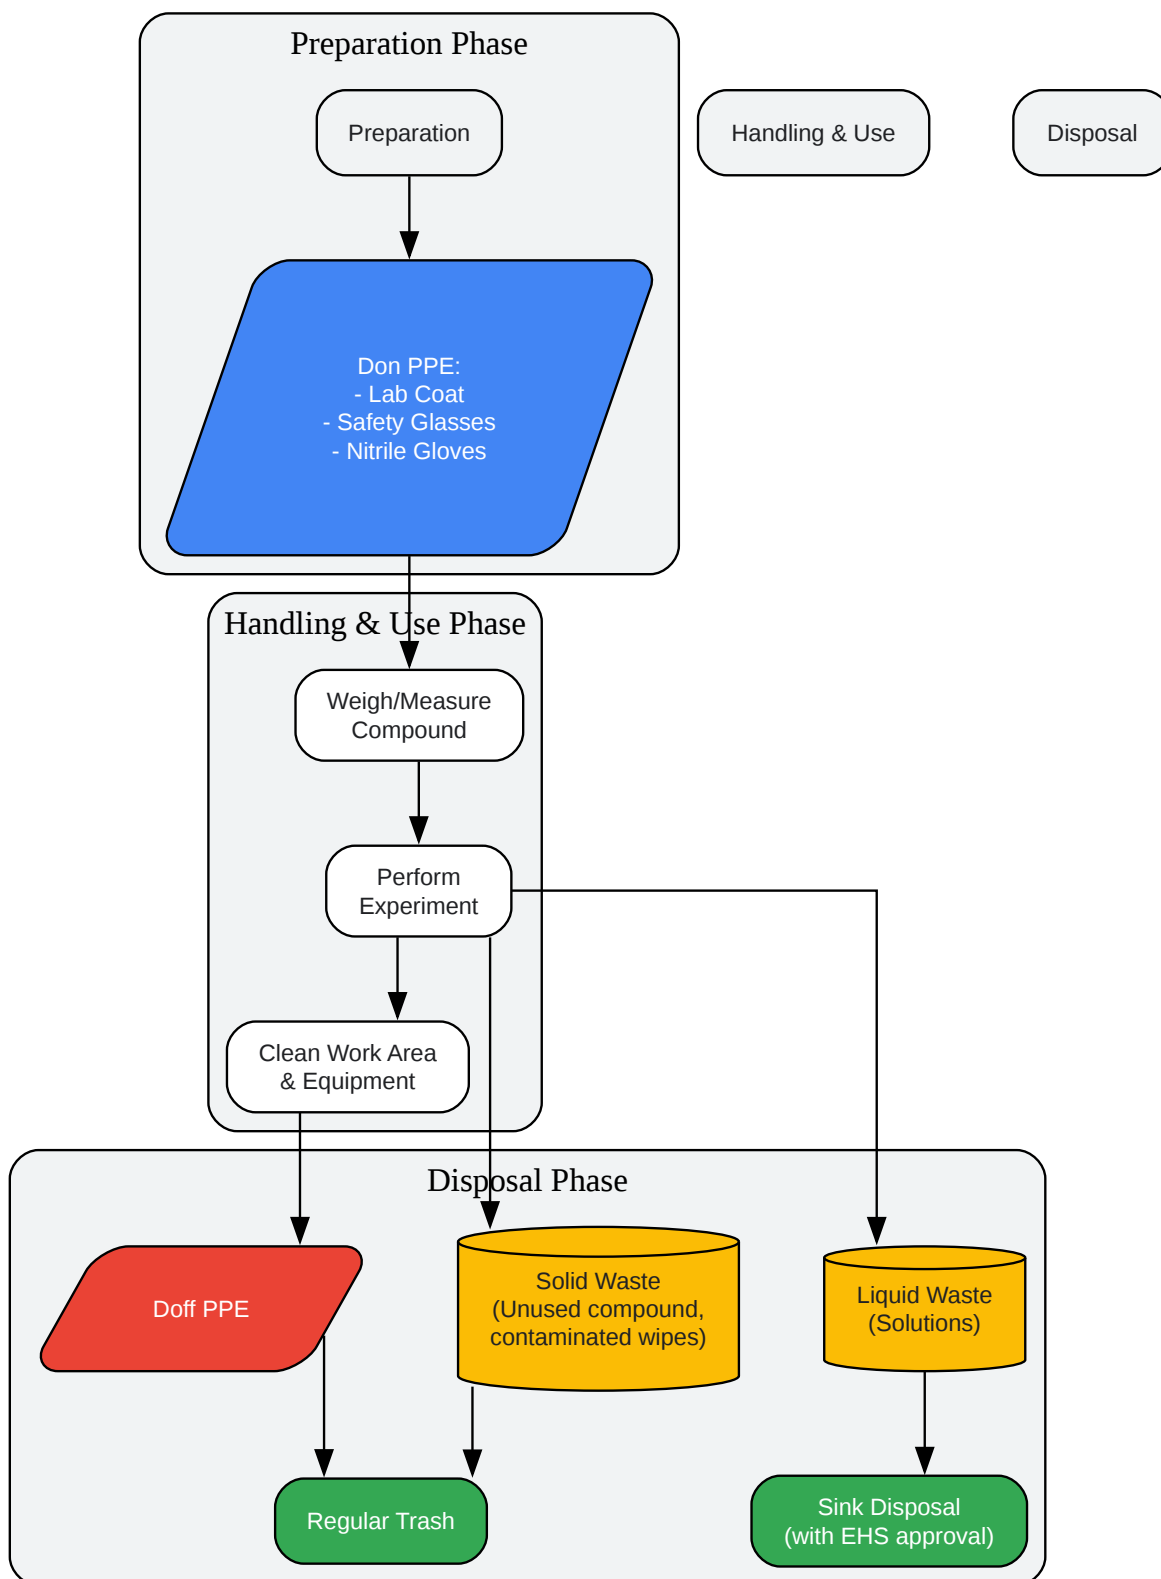 Preparation Phase
Preparation
Handling & Use
Disposal
Don PPE:
- Lab Coat
- Safety Glasses
- Nitrile Gloves
Handling & Use Phase
Weigh/Measure
Compound
Perform
Experiment
Clean Work Area
& Equipment
Disposal Phase
Doff PPE
Solid Waste
(Unused compound,
contaminated wipes)
Liquid Waste
(Solutions)
Regular Trash
Sink Disposal
(with EHS approval)